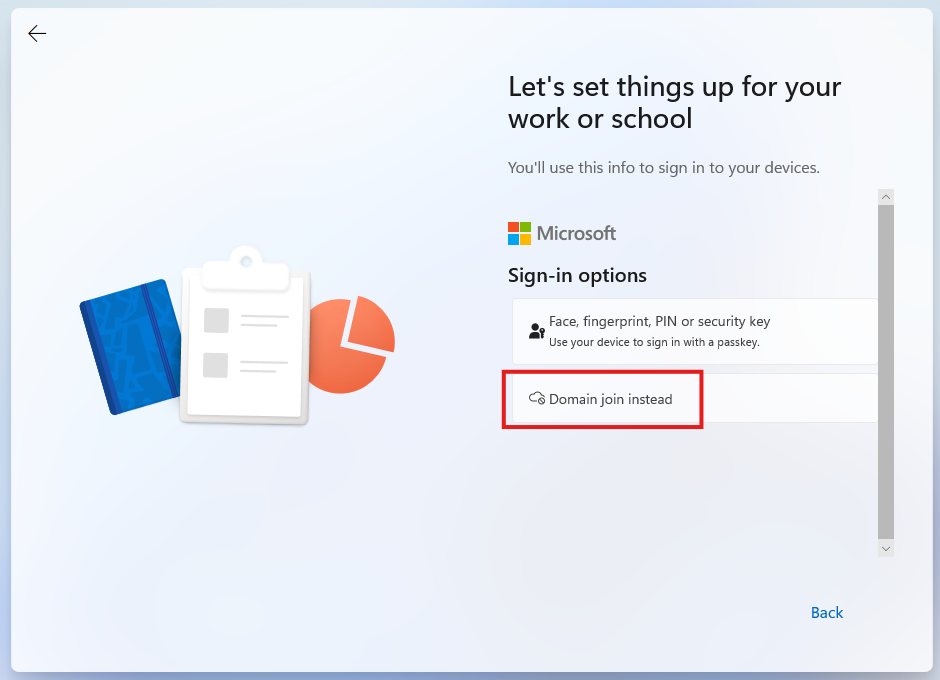 Let's set things up for your
work or school
You'll use this info to sign in to your devices.
Microsoft
Sign-in options
Face, fingerprint, PIN or security key
Use your device to sign in with a passkey.
Domain join instead
Back